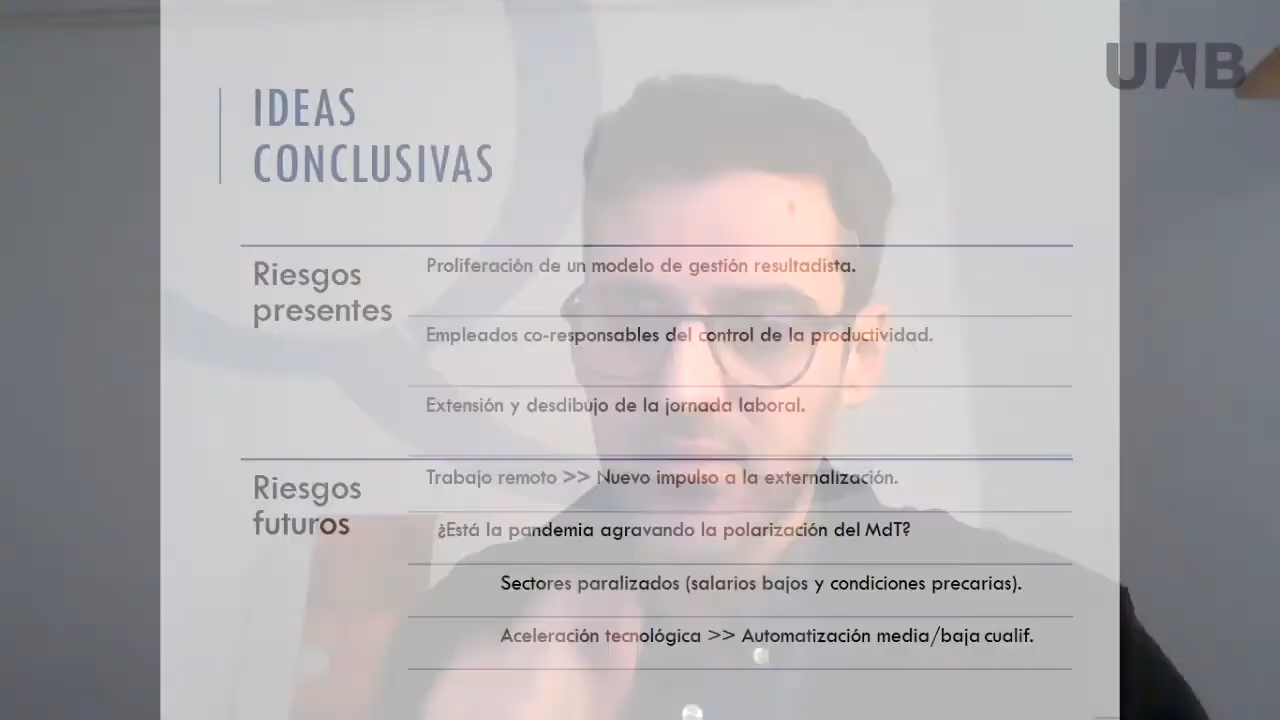 UAB
IDEAS
CONCLUSIVAS
Riesgos
presentes
Proliferación de un modelo de gestión resultadista.
Empleados co-responsables del control de la productividad.
Extensión y desdibujo de la jornada laboral.
Riesgos
futuros
Trabajo remoto >> Nuevo impulso a la externalización.
¿Está la pandemia agravando la polarización del MdT?
Sectores paralizados (salarios bajos y condiciones precarias).
Aceleración tecnológica >> Automatización media/baja cualif.